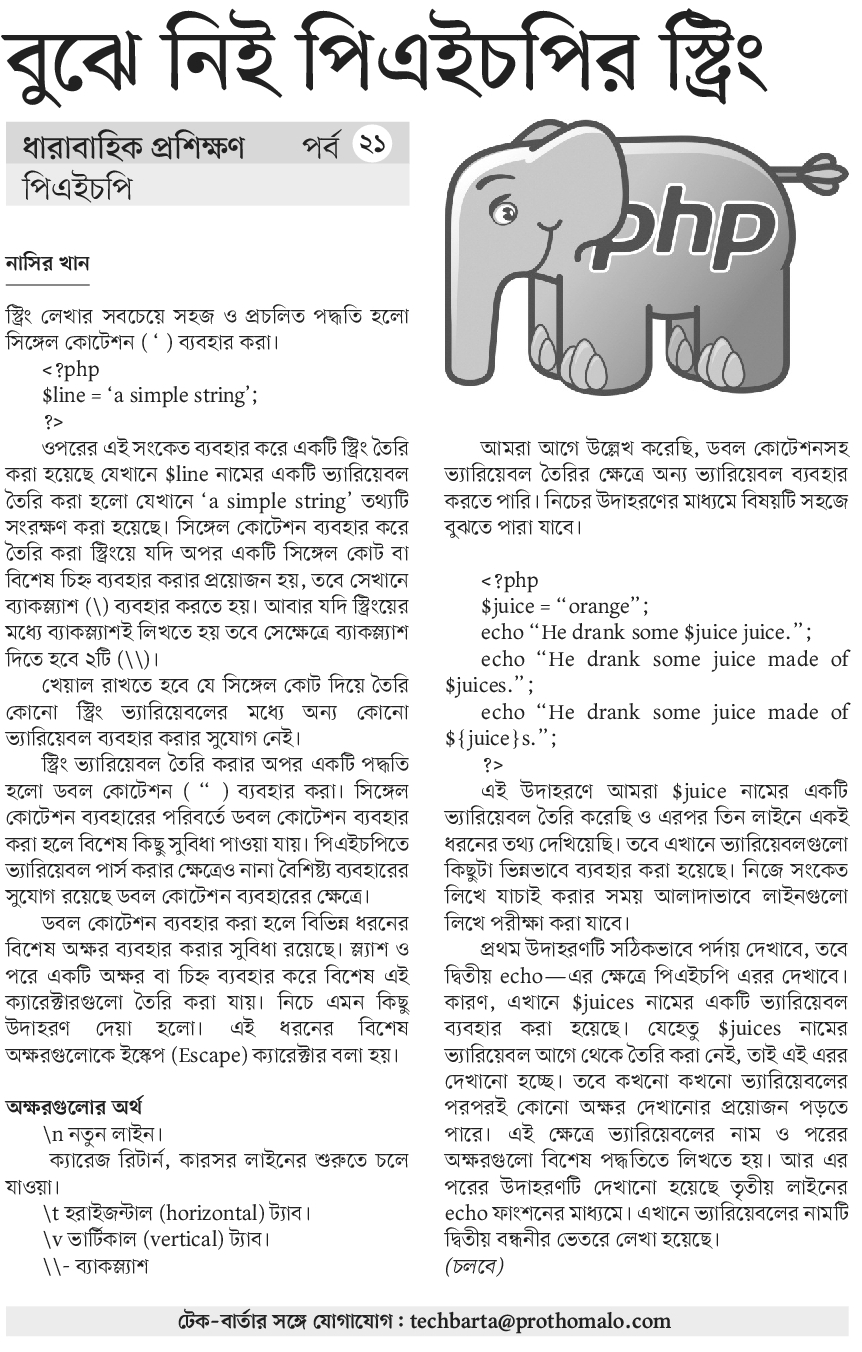 বুঝে নিই পিএইচপির স্ট্রিং
ধারাবাহিক প্রশিক্ষণ পর্ব ২১
পিএইচপি
নাসির খান
স্ট্রিং লেখার সবচেয়ে সহজ ও প্রচলিত পদ্ধতি হলো
সিঙ্গেল কোটেশন ( ‘ ) ব্যবহার করা।
<?php
$line = ‘a simple string’;
?>
ওপরের এই সংকেত ব্যবহার করে একটি স্ট্রিং তৈরি
করা হয়েছে যেখানে $line নামের একটি ভ্যারিয়েবল
তৈরি করা হলো যেখানে ‘a simple string’ তথ্যটি
সংরক্ষণ করা হয়েছে। সিঙ্গেল কোটেশন ব্যবহার করে
তৈরি করা স্ট্রিংয়ে যদি অপর একটি সিঙ্গেল কোট বা
বিশেষ চিহ্ন ব্যবহার করার প্রয়োজন হয়, তবে সেখানে
ব্যাকস্ল্যাশ (\) ব্যবহার করতে হয়। আবার যদি স্ট্রিংয়ের
মধ্যে ব্যাকস্ল্যাশই লিখতে হয় তবে সেক্ষেত্রে ব্যাকস্ল্যাশ
দিতে হবে ২টি (\\)।
খেয়াল রাখতে হবে যে সিঙ্গেল কোট দিয়ে তৈরি
কোনো স্ট্রিং ভ্যারিয়েবলের মধ্যে অন্য কোনো
ভ্যারিয়েবল ব্যবহার করার সুযোগ নেই।
স্ট্রিং ভ্যারিয়েবল তৈরি করার অপর একটি পদ্ধতি
হলো ডবল কোটেশন ( “ ) ব্যবহার করা। সিঙ্গেল
কোটেশন ব্যবহারের পরিবর্তে ডবল কোটেশন ব্যবহার
করা হলে বিশেষ কিছু সুবিধা পাওয়া যায়। পিএইচপিতে
ভ্যারিয়েবল পার্স করার ক্ষেত্রেও নানা বৈশিষ্ট্য ব্যবহারের
সুযোগ রয়েছে ডবল কোটেশন ব্যবহারের ক্ষেত্রে।
ডবল কোটেশন ব্যবহার করা হলে বিভিন্ন ধরনের
বিশেষ অক্ষর ব্যবহার করার সুবিধা রয়েছে। স্ল্যাশ ও
পরে একটি অক্ষর বা চিহ্ন ব্যবহার করে বিশেষ এই
ক্যারেক্টারগুলো তৈরি করা যায়। নিচে এমন কিছু
উদাহরণ দেয়া হলো। এই ধরনের বিশেষ
অক্ষরগুলোকে ইস্কেপ (Escape) ক্যারেক্টার বলা হয়।
অক্ষরগুলোর অর্থ
\n নতুন লাইন।
ক্যারেজ রিটার্ন, কারসর লাইনের শুরুতে চলে
যাওয়া।
\t হরাইজন্টাল (horizontal) ট্যাব।
\v ভার্টিকাল (vertical) ট্যাব।
\\- ব্যাকস্ল্যাশ
php
আমরা আগে উল্লেখ করেছি, ডবল কোটেশনসহ
ভ্যারিয়েবল তৈরির ক্ষেত্রে অন্য ভ্যারিয়েবল ব্যবহার
করতে পারি। নিচের উদাহরণের মাধ্যমে বিষয়টি সহজে
বুঝতে পারা যাবে।
<?php
$juice = “orange”;
echo “He drank some $juice juice.”;
echo “He drank some juice made of
$juices.”;
echo “He drank some juice made of
${juice}s.”;
?>
এই উদাহরণে আমরা $juice নামের একটি
ভ্যারিয়েবল তৈরি করেছি ও এরপর তিন লাইনে একই
ধরনের তথ্য দেখিয়েছি। তবে এখানে ভ্যারিয়েবলগুলো
কিছুটা ভিন্নভাবে ব্যবহার করা হয়েছে। নিজে সংকেত
লিখে যাচাই করার সময় আলাদাভাবে লাইনগুলো
লিখে পরীক্ষা করা যাবে।
প্রথম উদাহরণটি সঠিকভাবে পর্দায় দেখাবে, তবে
দ্বিতীয় echo—এর ক্ষেত্রে পিএইচপি এরর দেখাবে।
কারণ, এখানে $juices নামের একটি ভ্যারিয়েবল
ব্যবহার করা হয়েছে। যেহেতু $juices নামের
ভ্যারিয়েবল আগে থেকে তৈরি করা নেই, তাই এই এরর
দেখানো হচ্ছে। তবে কখনো কখনো ভ্যারিয়েবলের
পরপরই কোনো অক্ষর দেখানোর প্রয়োজন পড়তে
পারে। এই ক্ষেত্রে ভ্যারিয়েবলের নাম ও পরের
অক্ষরগুলো বিশেষ পদ্ধতিতে লিখতে হয়। আর এর
পরের উদাহরণটি দেখানো হয়েছে তৃতীয় লাইনের
echo ফাংশনের মাধ্যমে। এখানে ভ্যারিয়েবলের নামটি
দ্বিতীয় বন্ধনীর ভেতরে লেখা হয়েছে।
(চলবে)
টেক-বার্তার সঙ্গে যোগাযোগ : techbarta@prothomalo.com